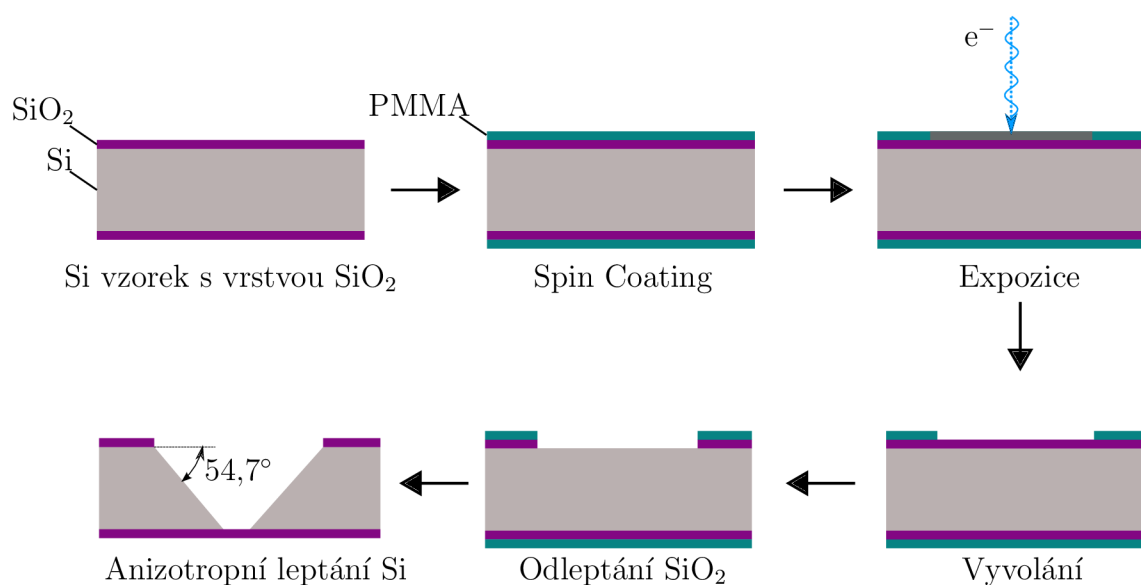 e⁻
SiO₂
PMMA
Si
Si vzorek s vrstvou SiO₂
Spin Coating
Expozice
54,7°
Anizotropní leptání Si
Odleptání SiO₂
Vyvolání